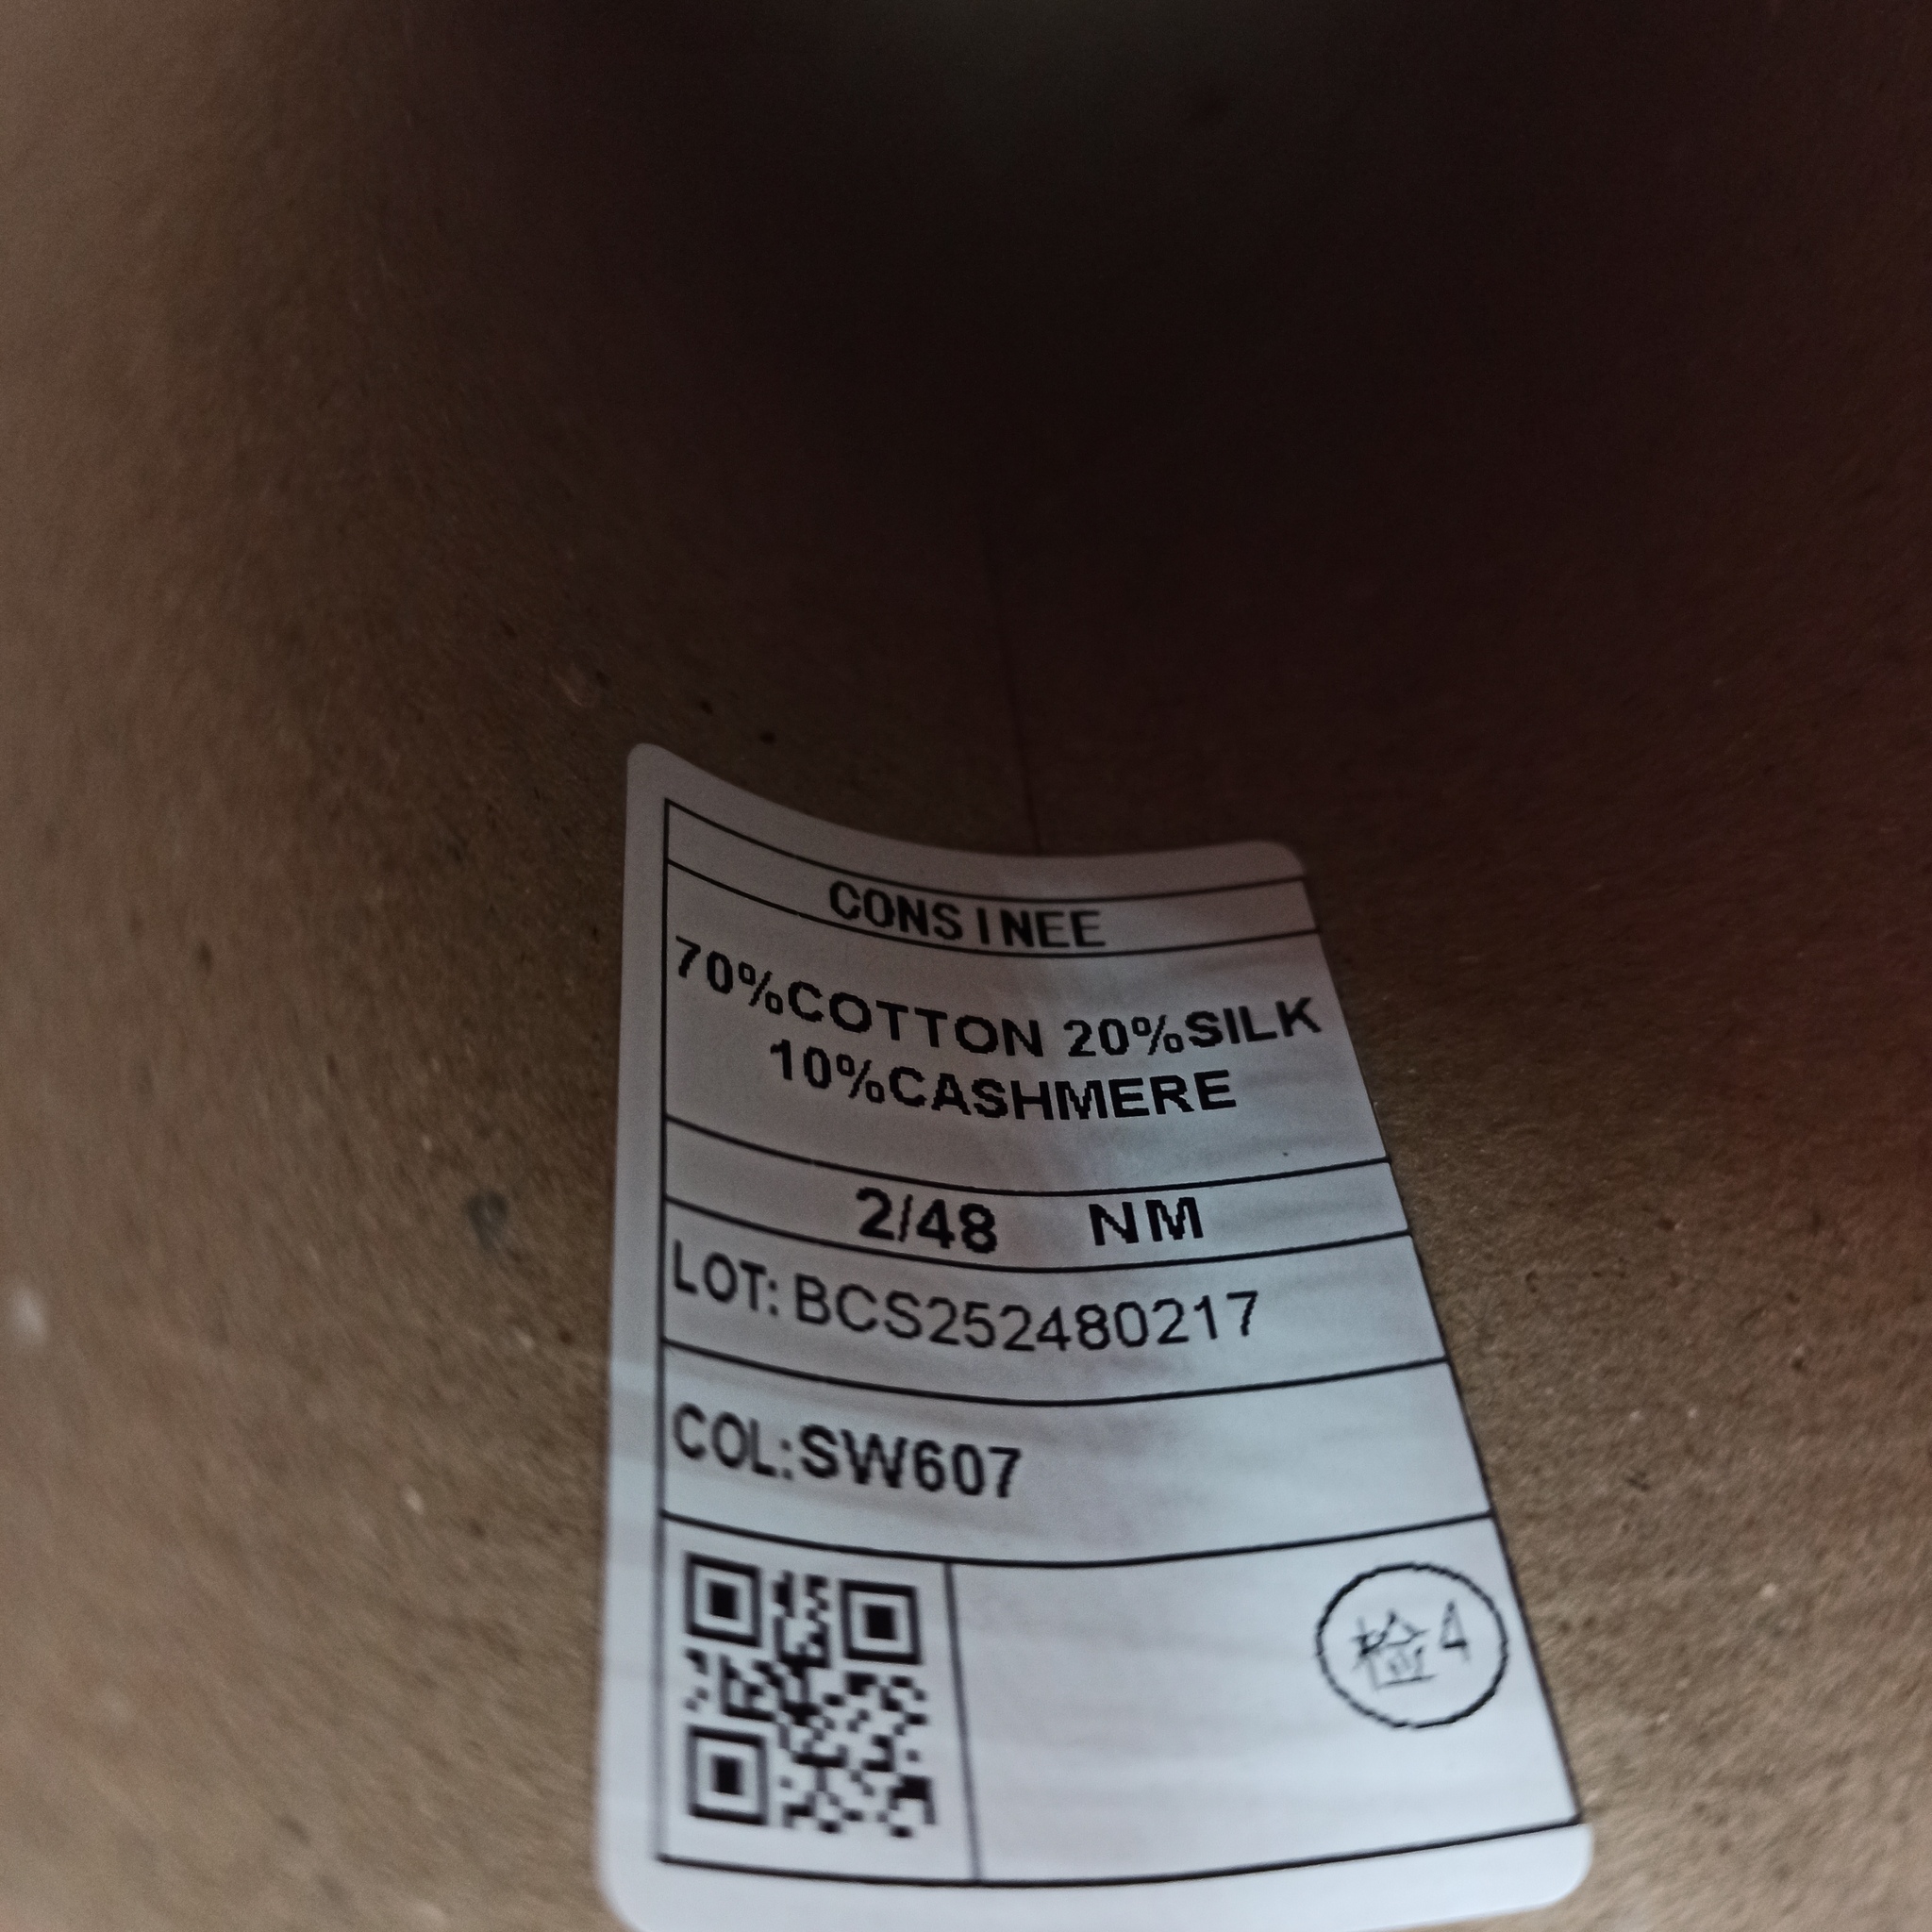 CONSINEE
70%COTTON 20%SILK
10%CASHMERE
2/48 NM
LOT: BCS252480217
COL:SW607
检4